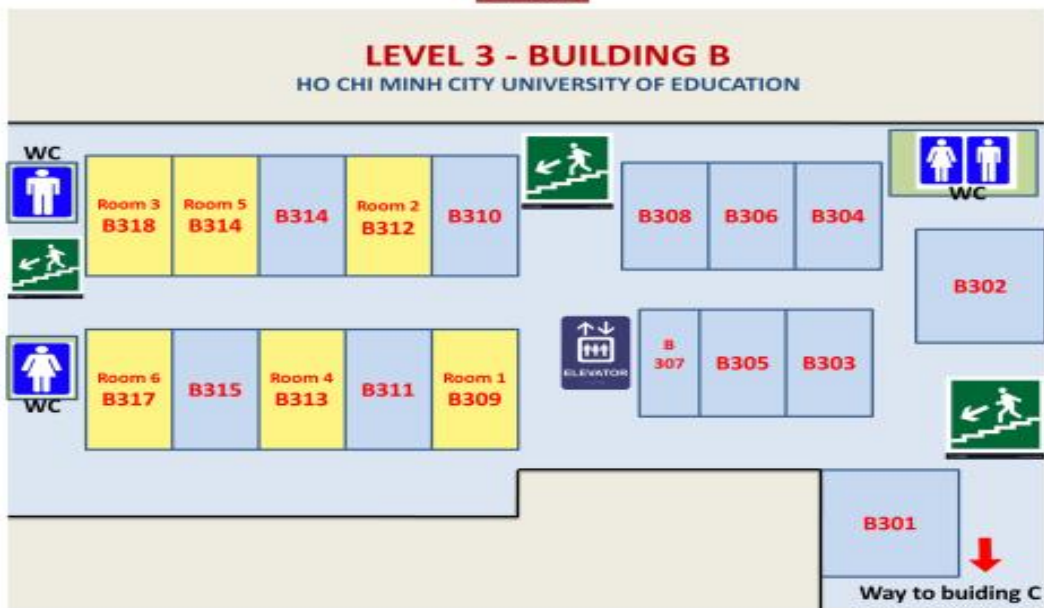 LEVEL 3 - BUILDING B
HO CHI MINH CITY UNIVERSITY OF EDUCATION
WC
Room 3
B318
Room 5
B314
B314
Room 2
B312
B310
B308
B306
B304
WC
B302
Room 6
B317
B315
Room 4
B313
B311
Room 1
B309
WC
ELEVATOR
B
307
B305
B303
B301
Way to buiding C